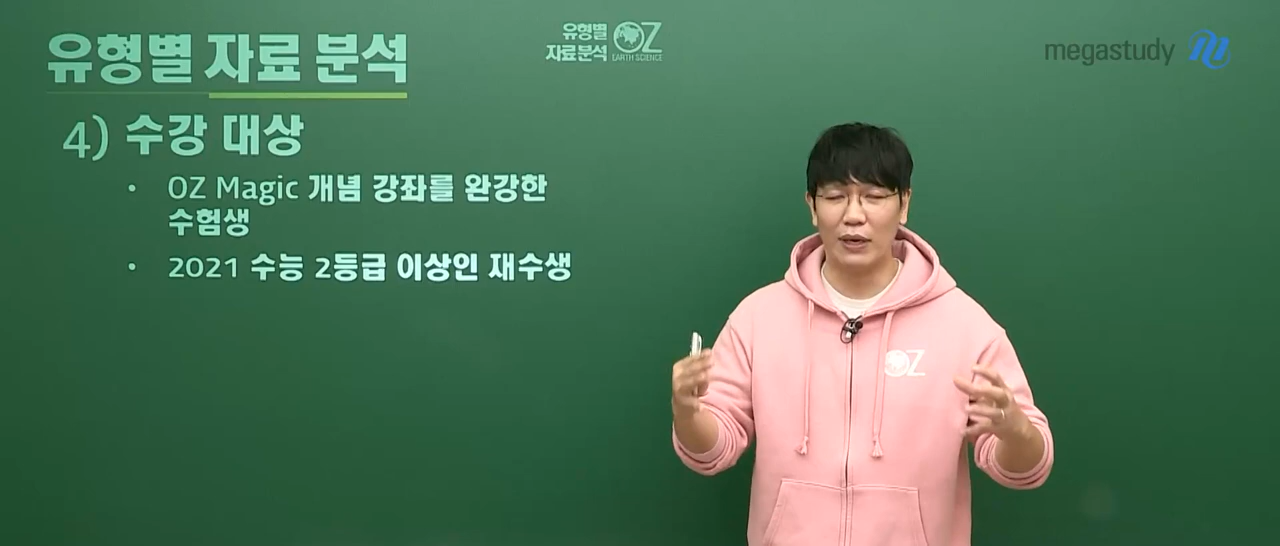 유형별 자료 분석
유형별
자료분석 OZ
EARTH SCIENCE
megastudy
4) 수강 대상
• OZ Magic 개념 강좌를 완강한
수험생
• 2021 수능 2등급 이상인 재수생
OZ